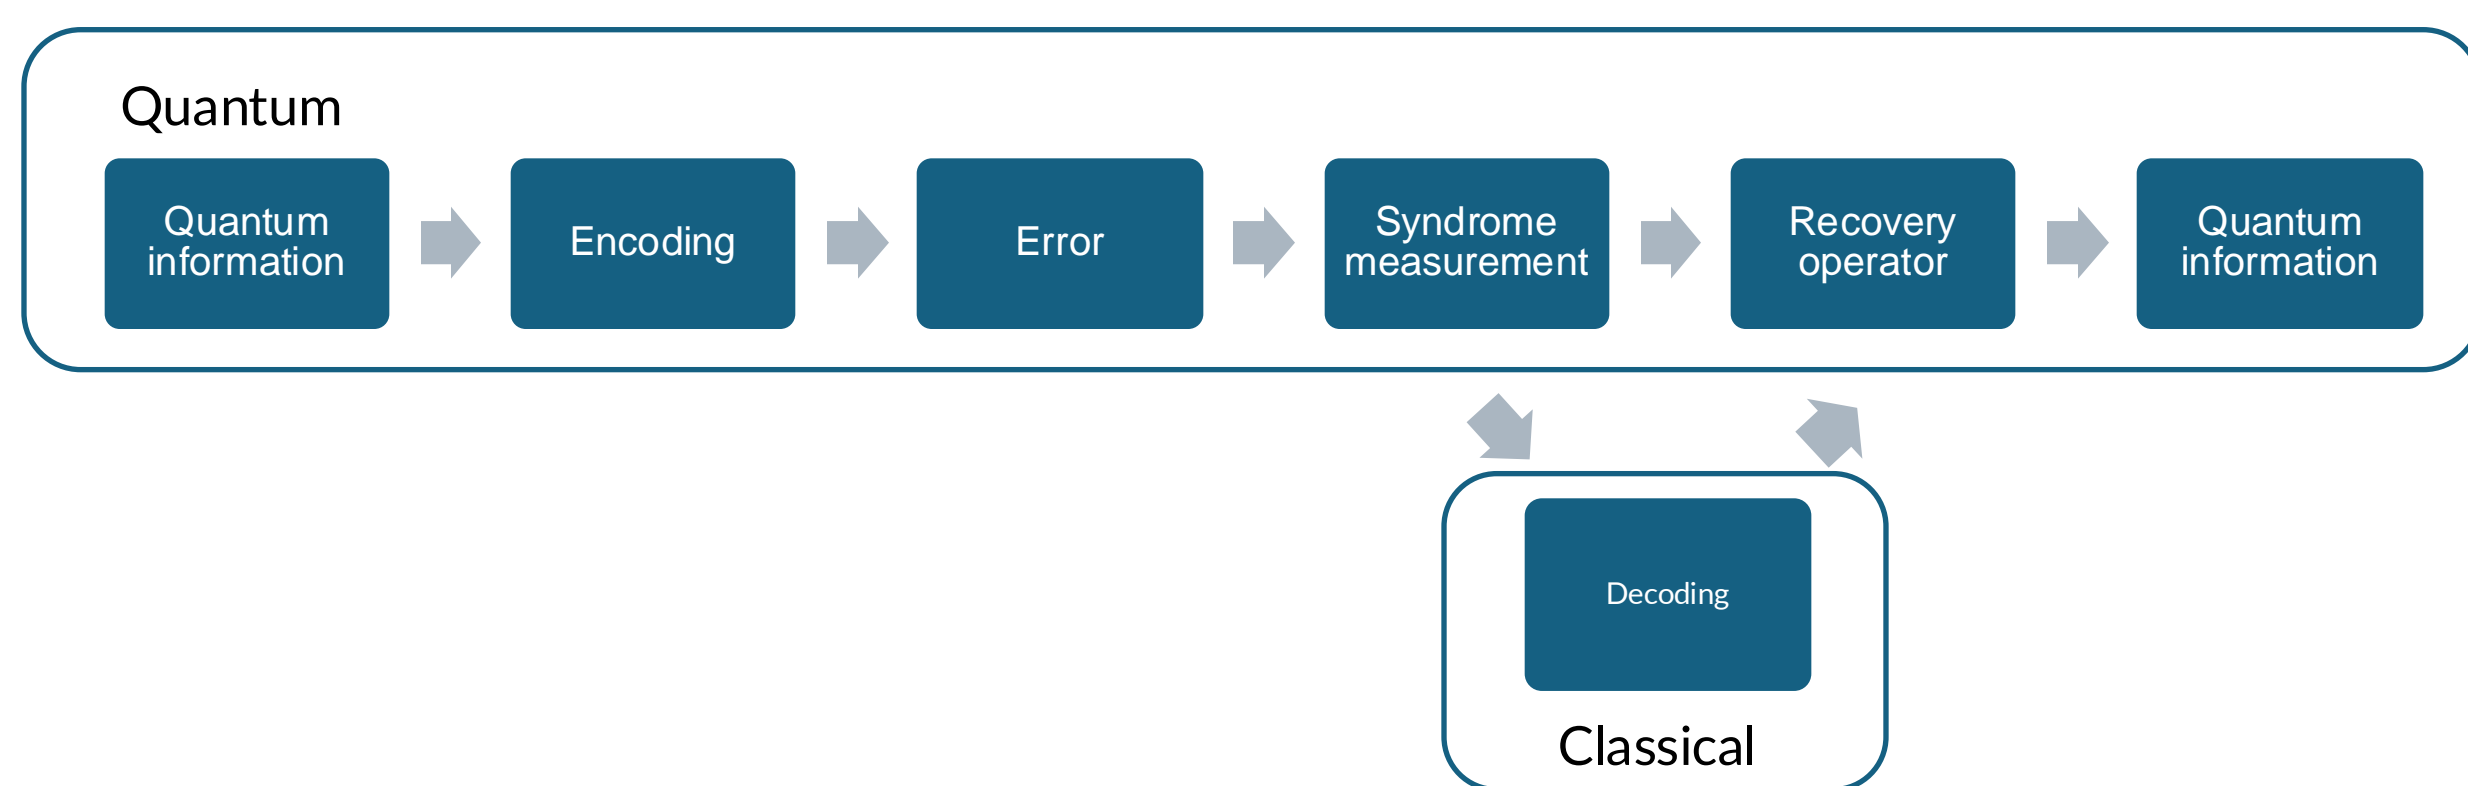 Quantum
Quantum
information
Encoding
Error
Syndrome
measurement
Recovery
operator
Quantum
information
Decoding
Classical